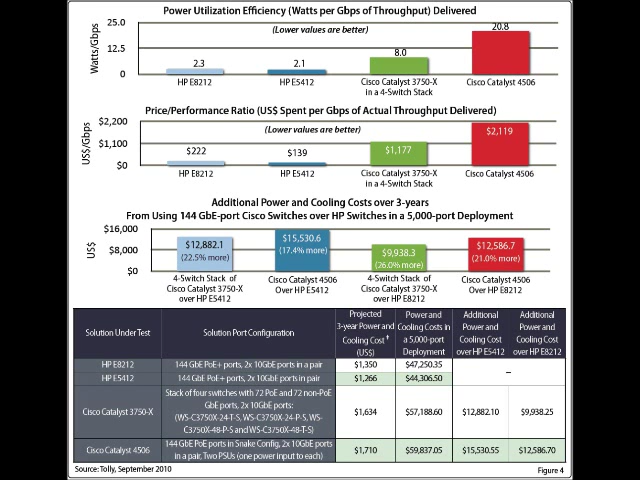 Power Utilization Efficiency (Watts per Gbps of Throughput) Delivered
(Lower values are better)
Watts/Gbps
25.0
12.5
0
2.3
2.1
8.0
20.8
HP E8212
HP E5412
Cisco Catalyst 3750-X
in a 4-Switch Stack
Cisco Catalyst 4506
Price/Performance Ratio (US$ Spent per Gbps of Actual Throughput Delivered)
(Lower values are better)
US$/Gbps
$2,200
$1,100
$0
$222
$139
$1,177
$2,119
HP E8212
HP E5412
Cisco Catalyst 3750-X
in a 4-Switch Stack
Cisco Catalyst 4506
Additional Power and Cooling Costs over 3-years
From Using 144 GbE-port Cisco Switches over HP Switches in a 5,000-port Deployment
US$
$16,000
$8,000
$0
$12,882.1
(22.5% more)
$15,530.6
(17.4% more)
$9,938.3
(26.0% more)
$12,586.7
(21.0% more)
4-Switch Stack of
Cisco Catalyst 3750-X
over HP E5412
Cisco Catalyst 4506
Over HP E5412
4-Switch Stack of
Cisco Catalyst 3750-X
over HP E8212
Cisco Catalyst 4506
Over HP E8212
Solution Under Test
Solution Port Configuration
Projected
3-year Power and
Cooling Cost †
(US$)
Power and
Cooling Costs in
a 5,000-port
Deployment
Additional
Power and
Cooling Cost
over HP E5412
Additional
Power and
Cooling Cost
over HP E8212
HP E8212
144 GbE PoE+ ports, 2x 10GbE ports in a pair
$1,350
$47,250.35
–
HP E5412
144 GbE PoE+ ports, 2x 10GbE ports in pair
$1,266
$44,306.50
Cisco Catalyst 3750-X
Stack of four switches with 72 PoE and 72 non-PoE
GbE ports, 2x 10GbE ports:
(WS-C3750X-24-T-S, WS-C3750X-24-P-S, WS-
C3750X-48-P-S and WS-C3750X-48-T-S)
$1,634
$57,188.60
$12,882.10
$9,938.25
Cisco Catalyst 4506
144 GbE PoE ports in Snake Config, 2x 10GbE ports
in a pair, Two PSUs (one power input to each)
$1,710
$59,837.05
$15,530.55
$12,586.70
Source: Tolly, September 2010
Figure 4